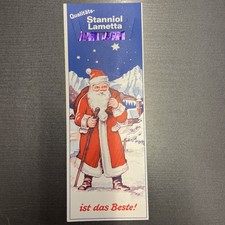 Qualitäts-
Stanniol
Lametta
ist das Beste!